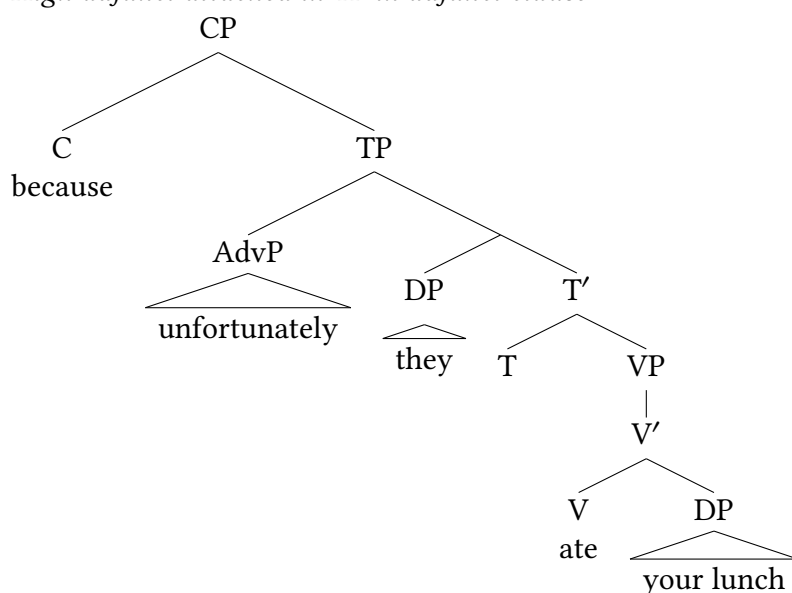 CP
C TP
because
AdvP
DP T′
unfortunately
they T VP
V′
V DP
ate
your lunch